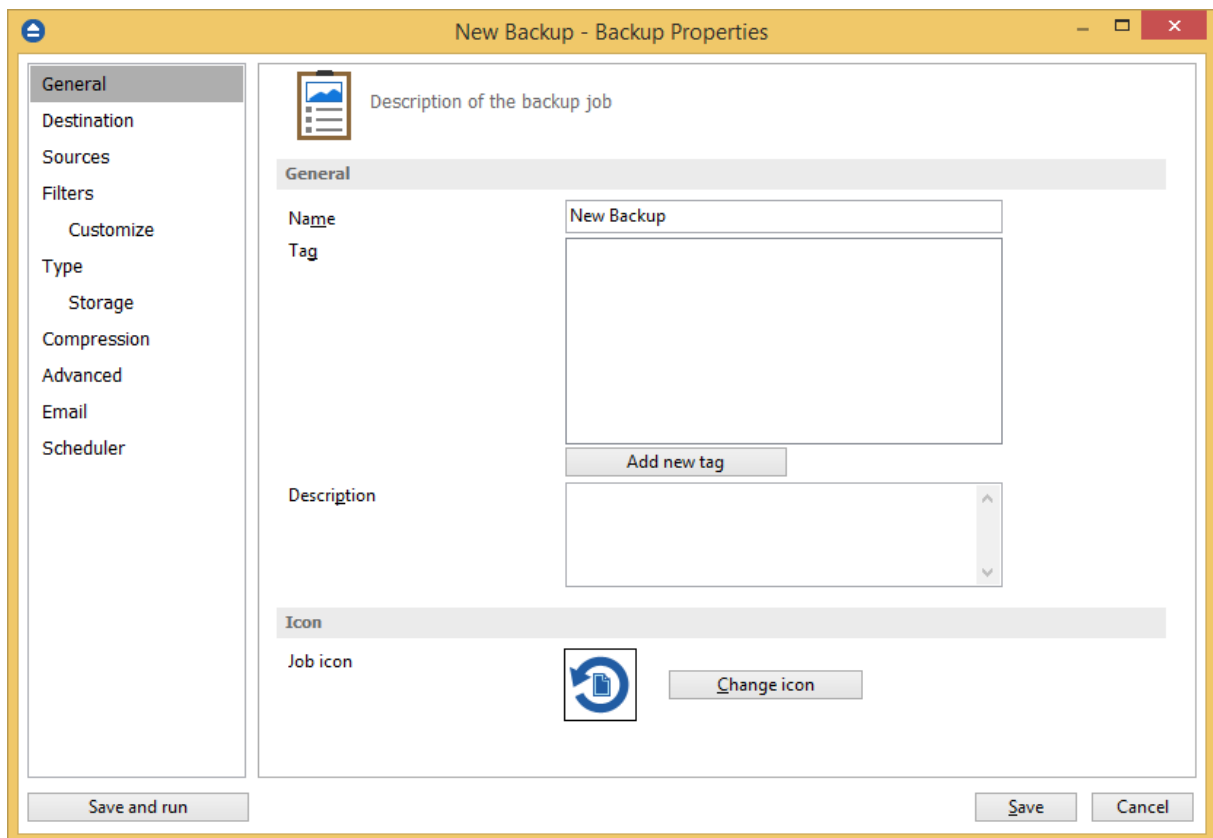 New Backup - Backup Properties
General
Destination
Sources
Filters
Customize
Type
Storage
Compression
Advanced
Email
Scheduler
Description of the backup job
General
Name
New Backup
Tag
Add new tag
Description
Icon
Job icon
Change icon
Save and run
Save
Cancel